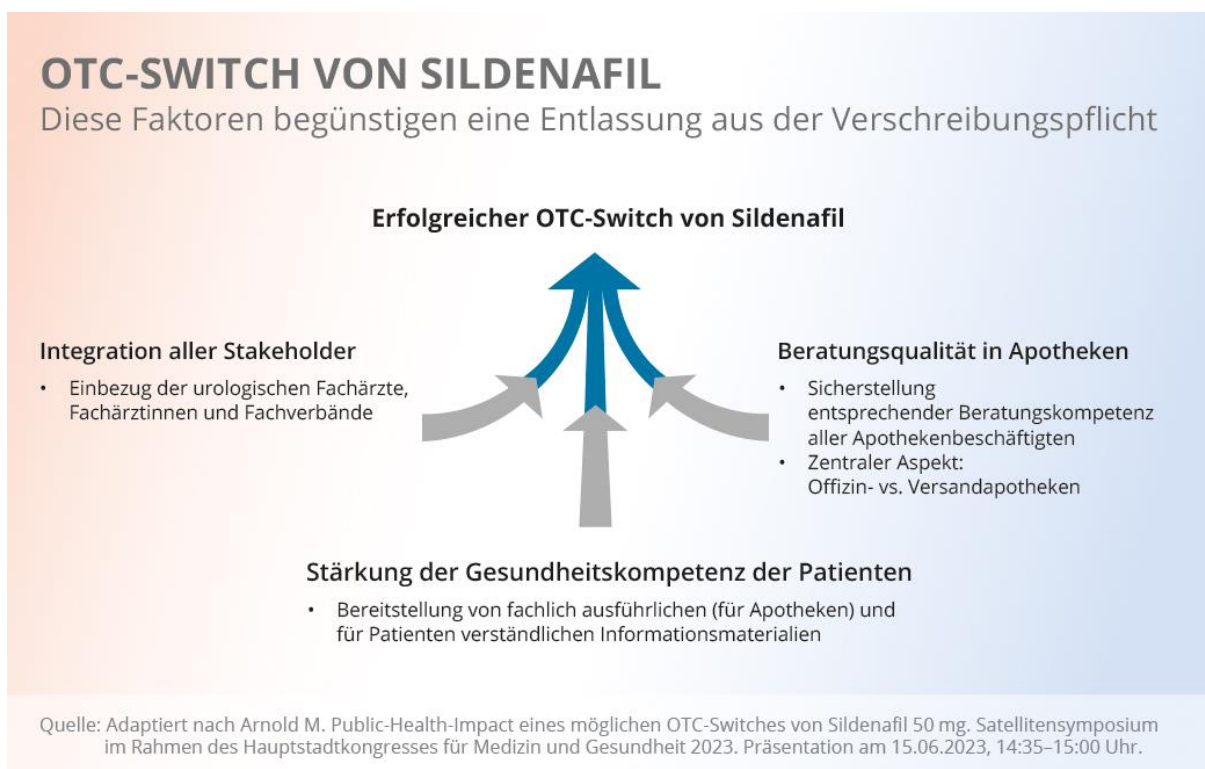 OTC-SWITCH VON SILDENAFIL
Diese Faktoren begünstigen eine Entlassung aus der Verschreibungspflicht
Erfolgreicher OTC-Switch von Sildenafil
Integration aller Stakeholder
• Einbezug der urologischen Fachärzte,
Fachärztinnen und Fachverbände
Beratungsqualität in Apotheken
• Sicherstellung
entsprechender Beratungskompetenz
aller Apothekenbeschäftigten
• Zentraler Aspekt:
Offizin- vs. Versandapotheken
Stärkung der Gesundheitskompetenz der Patienten
• Bereitstellung von fachlich ausführlichen (für Apotheken) und
für Patienten verständlichen Informationsmaterialien
Quelle: Adaptiert nach Arnold M. Public-Health-Impact eines möglichen OTC-Switches von Sildenafil 50 mg. Satellitensymposium
im Rahmen des Hauptstadtkongresses für Medizin und Gesundheit 2023. Präsentation am 15.06.2023, 14:35–15:00 Uhr.